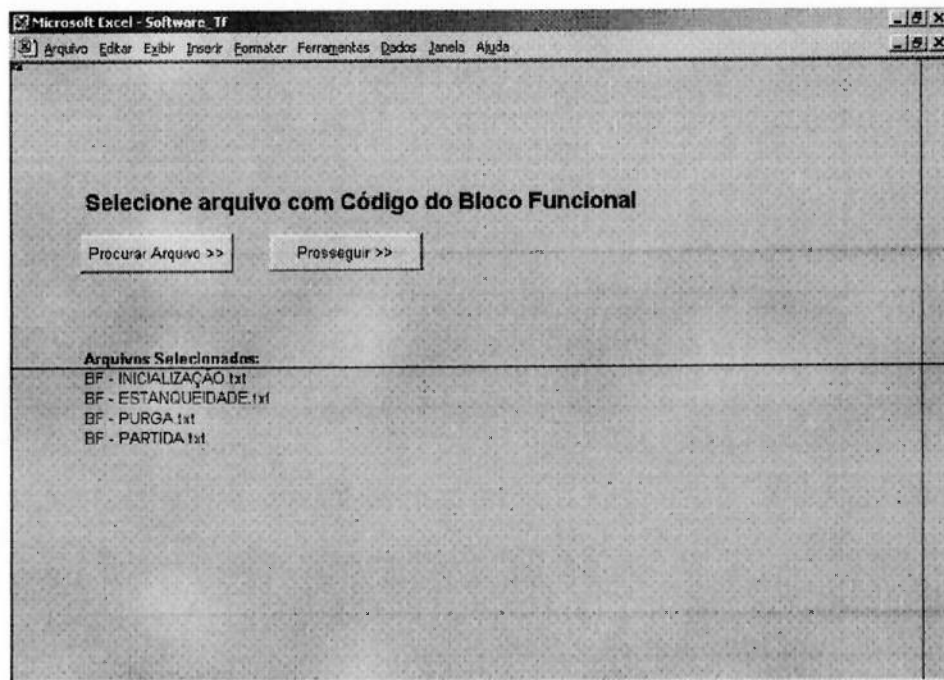 Microsoft Excel - Software_Tf
Arquivo Editar Exibir Inserir Formatar Ferramentas Dados Janela Ajuda
Selecione arquivo com Código do Bloco Funcional
Procurar Arquivo >> Prosseguir >>
Arquivos Selecionados:
BF - INICIALIZAÇÃO.txt
BF - ESTANQUEIDADE.txt
BF - PURGA.txt
BF - PARTIDA.txt